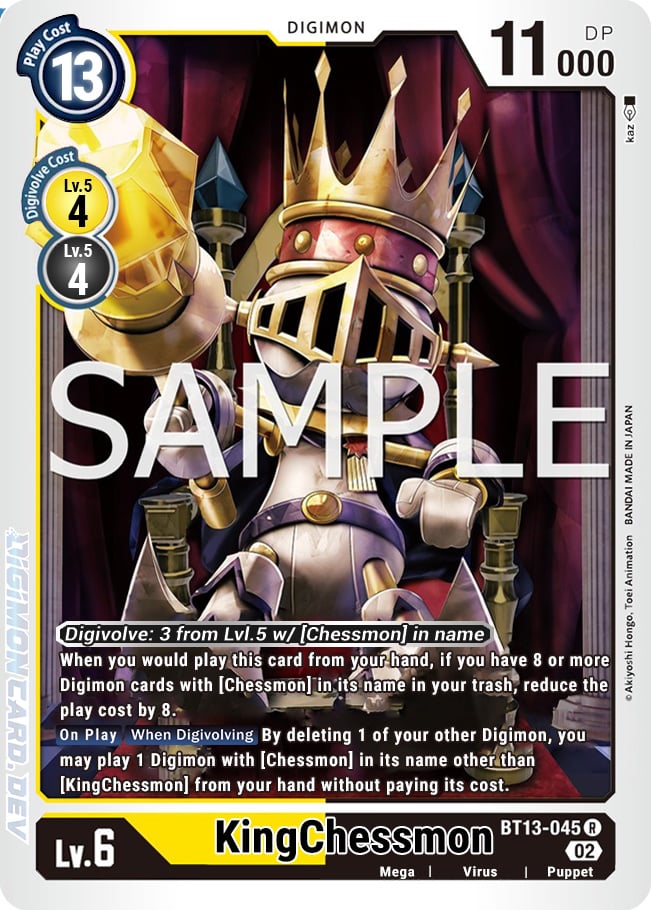 DIGIMON
Play Cost
13
DP
11000
kaz
Digivolve Cost
Lv.5
4
Lv.5
4
SAMPLE
© Akiyoshi Hongo, Toei Animation BANDAI MADE IN JAPAN
DIGIMONCARD.DEV
Digivolve: 3 from Lvl.5 w/ [Chessmon] in name
When you would play this card from your hand, if you have 8 or more
Digimon cards with [Chessmon] in its name in your trash, reduce the
play cost by 8.
On Play When Digivolving By deleting 1 of your other Digimon, you
may play 1 Digimon with [Chessmon] in its name other than
[KingChessmon] from your hand without paying its cost.
Lv.6
KingChessmon
BT13-045 R
02
Mega | Virus | Puppet